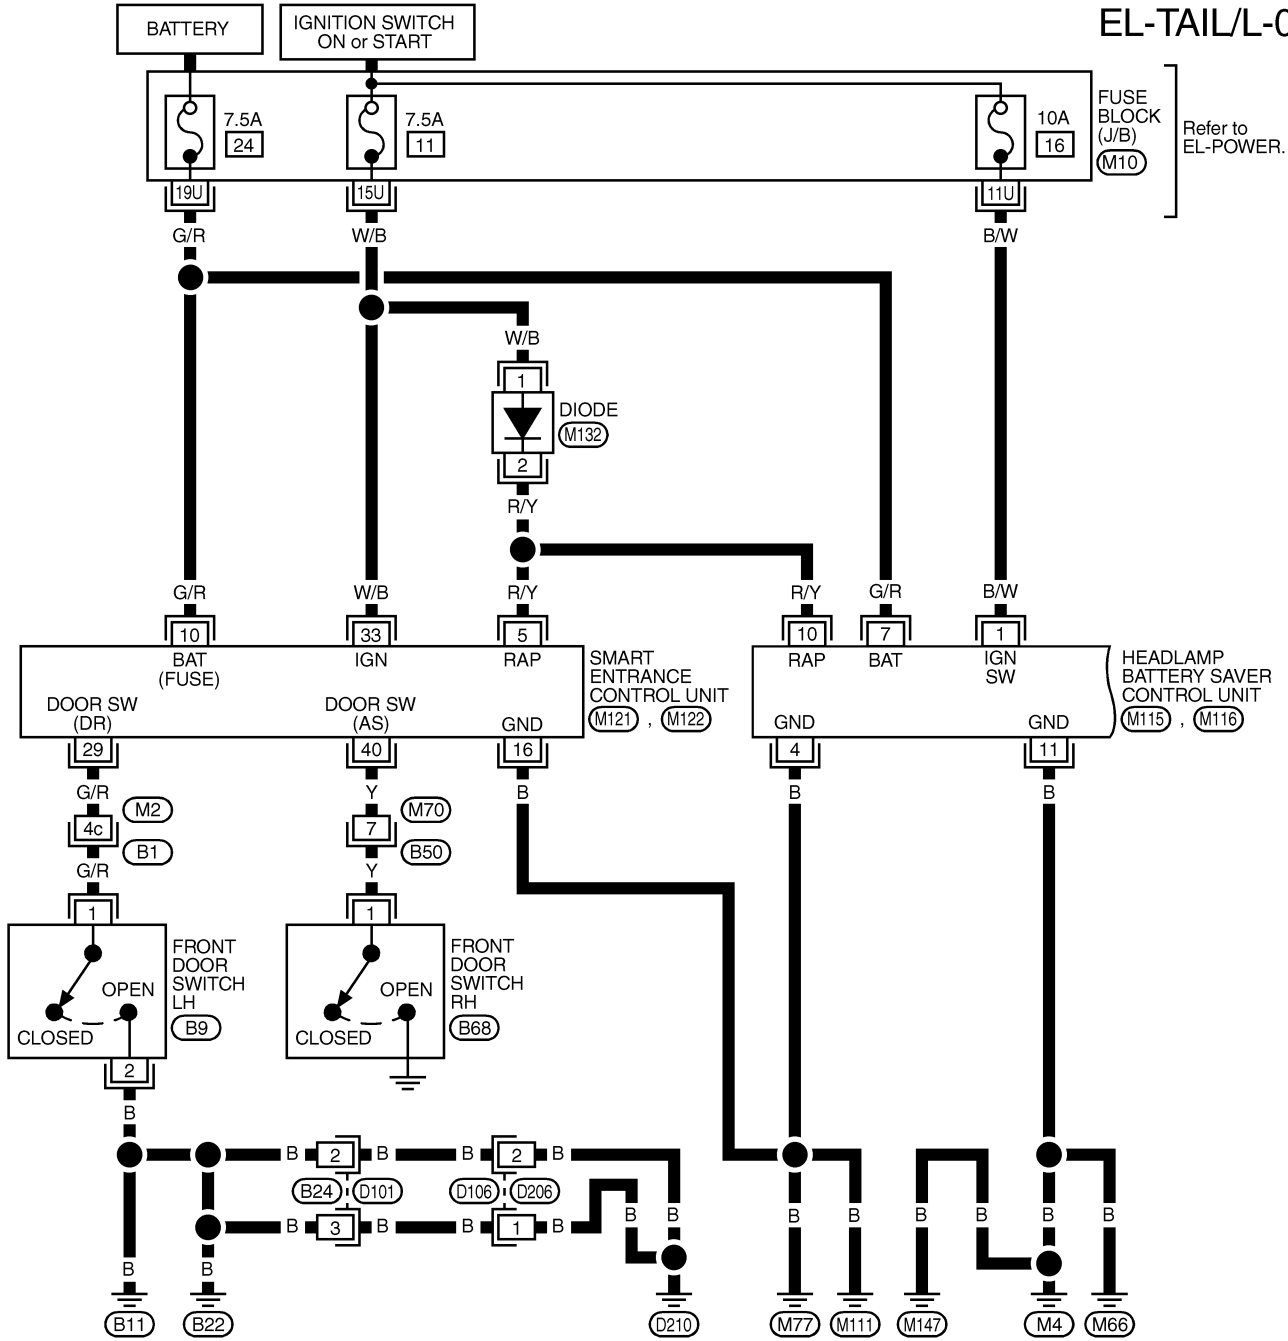 EL-TAIL/L-0
BATTERY
IGNITION SWITCH
ON or START
7.5A
24
7.5A
11
10A
16
FUSE
BLOCK
(J/B)
M10
Refer to
EL-POWER.
19U
15U
11U
G/R
W/B
B/W
W/B
1
DIODE
M132
2
R/Y
G/R
W/B
R/Y
R/Y
G/R
B/W
10
33
5
10
7
1
BAT
(FUSE)
IGN
RAP
RAP
BAT
IGN
SW
SMART
ENTRANCE
CONTROL UNIT
M121 , M122
HEADLAMP
BATTERY SAVER
CONTROL UNIT
M115 , M116
DOOR SW
(DR)
DOOR SW
(AS)
GND
GND
GND
29
40
16
4
11
G/R
Y
B
B
B
M2
4c
B1
M70
7
B50
G/R
Y
1
1
OPEN
CLOSED
FRONT
DOOR
SWITCH
LH
B9
OPEN
CLOSED
FRONT
DOOR
SWITCH
RH
B68
2
B
B 2 B
B 2 B
B24 D101
D106 D206
B 3 B
B 1 B
B B
B B
B B B B
B B
B11
B22
D210
M77
M111
M147
M4
M66